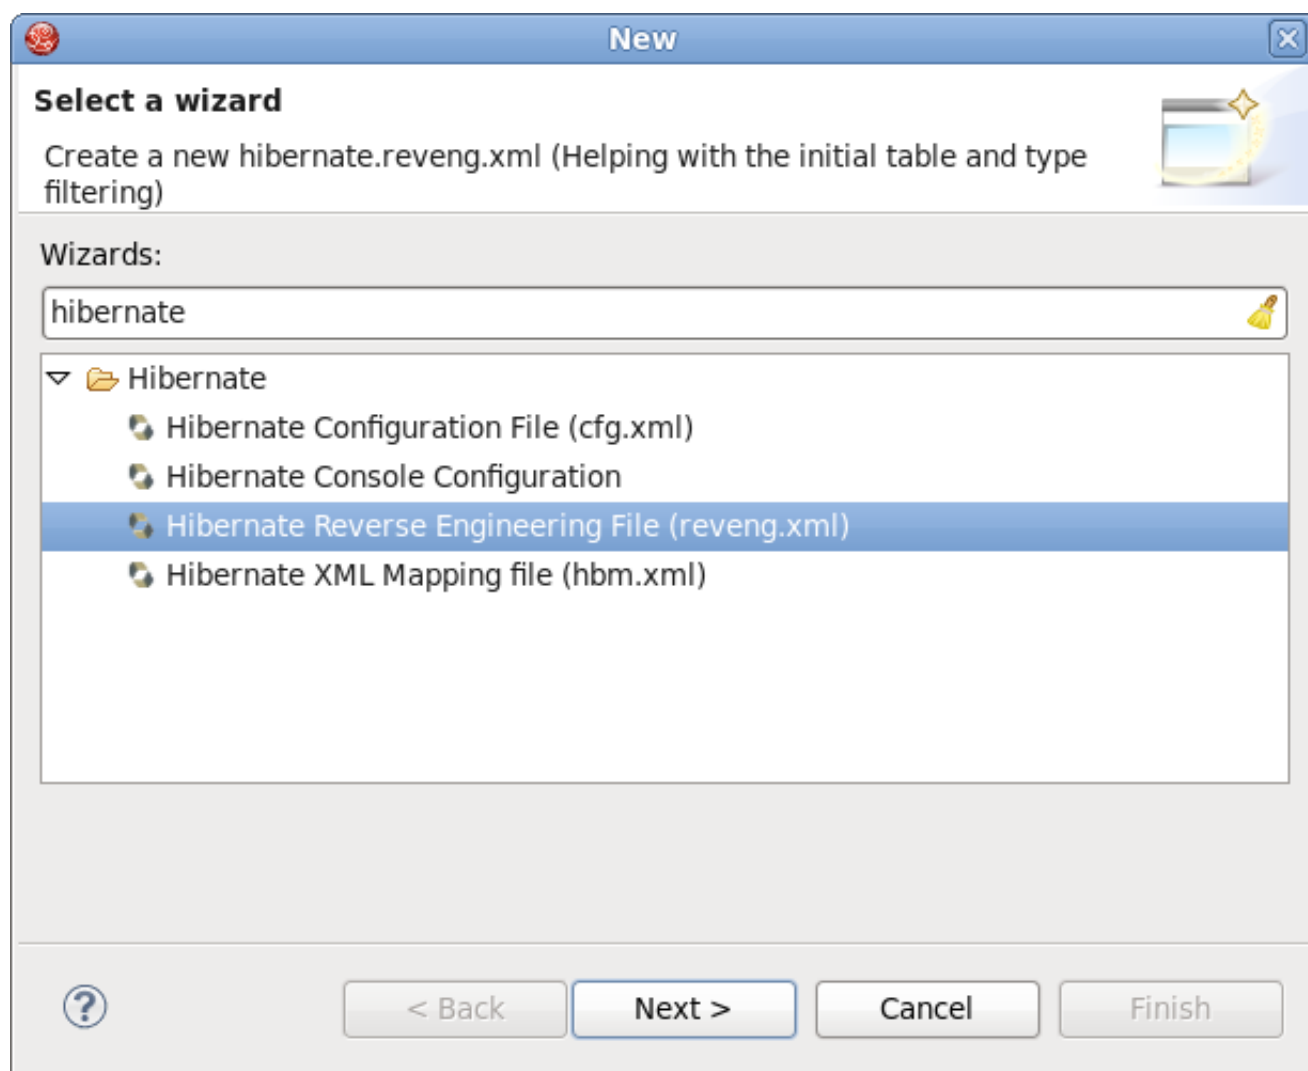 New
Select a wizard
Create a new hibernate.reveng.xml (Helping with the initial table and type
filtering)
Wizards:
hibernate
Hibernate
Hibernate Configuration File (cfg.xml)
Hibernate Console Configuration
Hibernate Reverse Engineering File (reveng.xml)
Hibernate XML Mapping file (hbm.xml)
? < Back Next > Cancel Finish